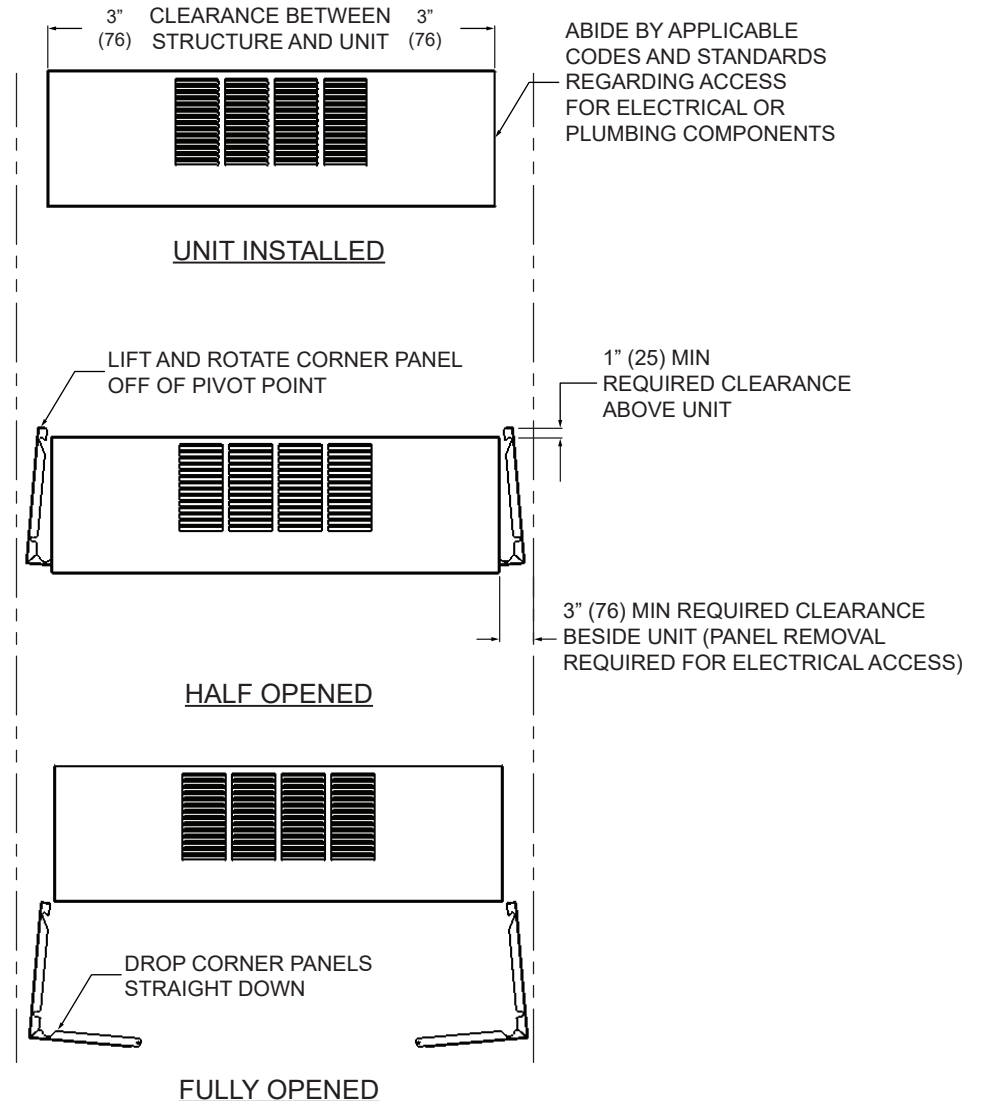 3” CLEARANCE BETWEEN 3”
(76) STRUCTURE AND UNIT (76)
ABIDE BY APPLICABLE
CODES AND STANDARDS
REGARDING ACCESS
FOR ELECTRICAL OR
PLUMBING COMPONENTS
UNIT INSTALLED
LIFT AND ROTATE CORNER PANEL
OFF OF PIVOT POINT
1” (25) MIN
REQUIRED CLEARANCE
ABOVE UNIT
3” (76) MIN REQUIRED CLEARANCE
BESIDE UNIT (PANEL REMOVAL
REQUIRED FOR ELECTRICAL ACCESS)
HALF OPENED
DROP CORNER PANELS
STRAIGHT DOWN
FULLY OPENED